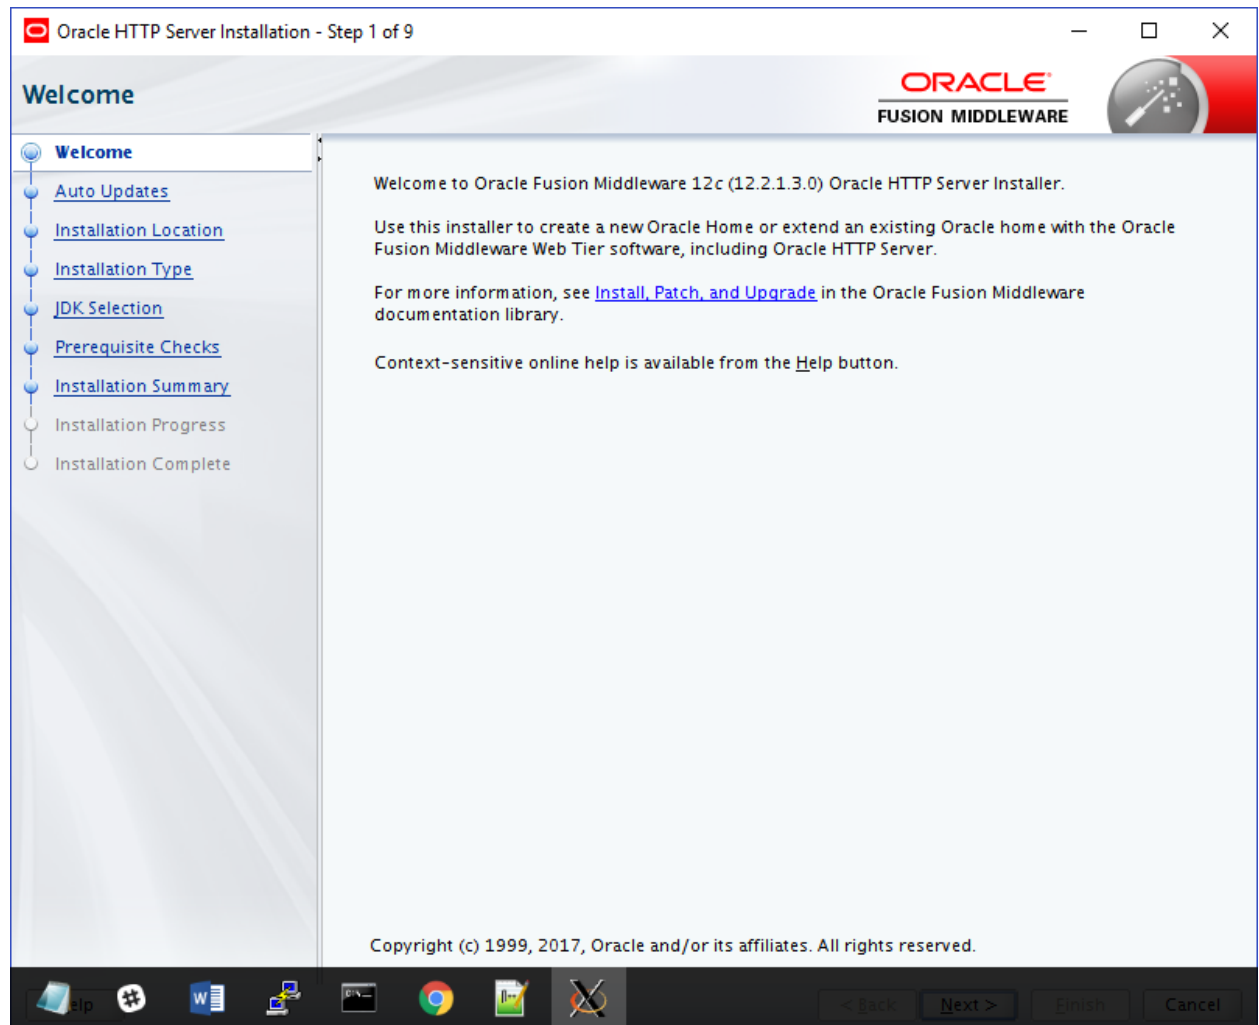 Oracle HTTP Server Installation - Step 1 of 9
Welcome
ORACLE
FUSION MIDDLEWARE
Welcome
Auto Updates
Installation Location
Installation Type
JDK Selection
Prerequisite Checks
Installation Summary
Installation Progress
Installation Complete
Welcome to Oracle Fusion Middleware 12c (12.2.1.3.0) Oracle HTTP Server Installer.
Use this installer to create a new Oracle Home or extend an existing Oracle home with the Oracle
Fusion Middleware Web Tier software, including Oracle HTTP Server.
For more information, see Install, Patch, and Upgrade in the Oracle Fusion Middleware
documentation library.
Context-sensitive online help is available from the Help button.
Copyright (c) 1999, 2017, Oracle and/or its affiliates. All rights reserved.
< Back Next > Finish Cancel